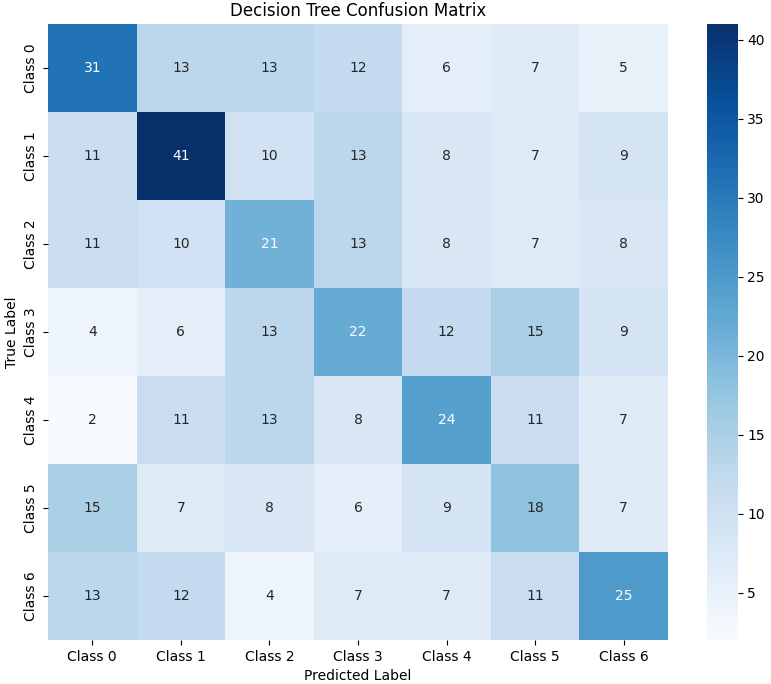 Decision Tree Confusion Matrix
True Label
Class 0 31 13 13 12 6 7 5
Class 1 11 41 10 13 8 7 9
Class 2 11 10 21 13 8 7 8
Class 3 4 6 13 22 12 15 9
Class 4 2 11 13 8 24 11 7
Class 5 15 7 8 6 9 18 7
Class 6 13 12 4 7 7 11 25
Class 0 Class 1 Class 2 Class 3 Class 4 Class 5 Class 6
Predicted Label
40
35
30
25
20
15
10
5